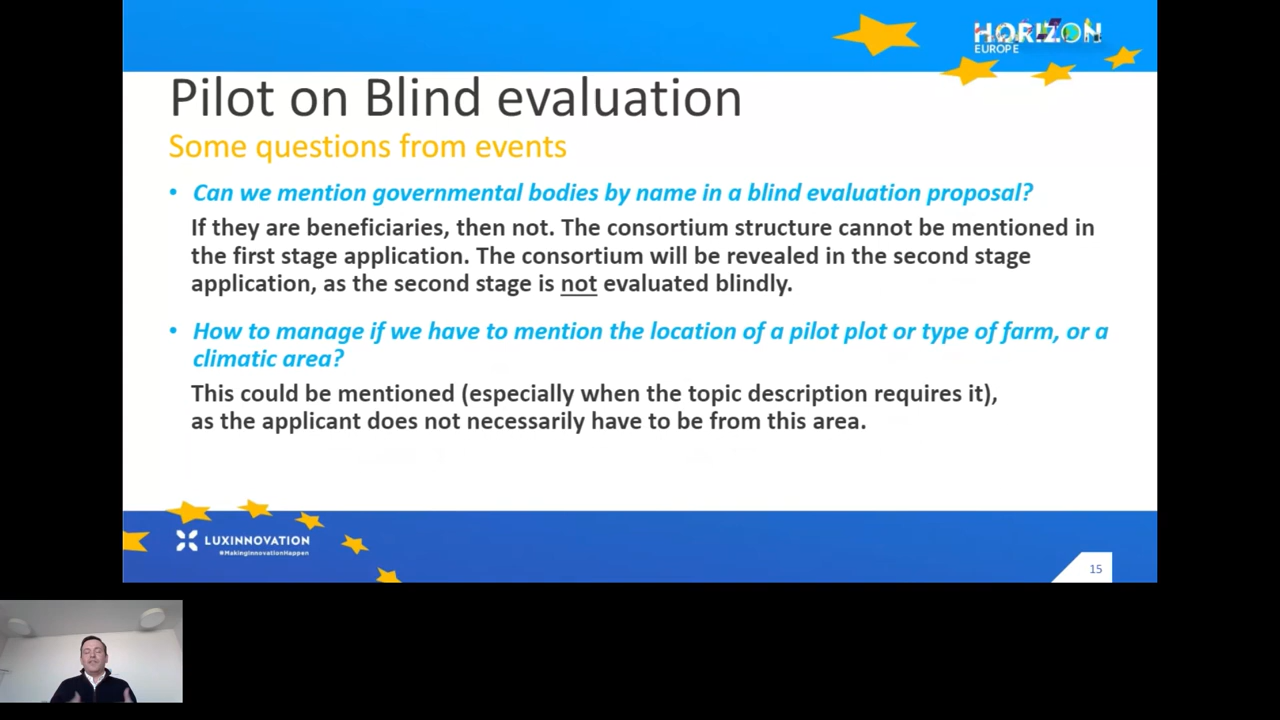 HORIZON
EUROPE
Pilot on Blind evaluation
Some questions from events
• Can we mention governmental bodies by name in a blind evaluation proposal?
If they are beneficiaries, then not. The consortium structure cannot be mentioned in
the first stage application. The consortium will be revealed in the second stage
application, as the second stage is not evaluated blindly.
• How to manage if we have to mention the location of a pilot plot or type of farm, or a
climatic area?
This could be mentioned (especially when the topic description requires it),
as the applicant does not necessarily have to be from this area.
LUXINNOVATION
#MakingInnovationHappen
15